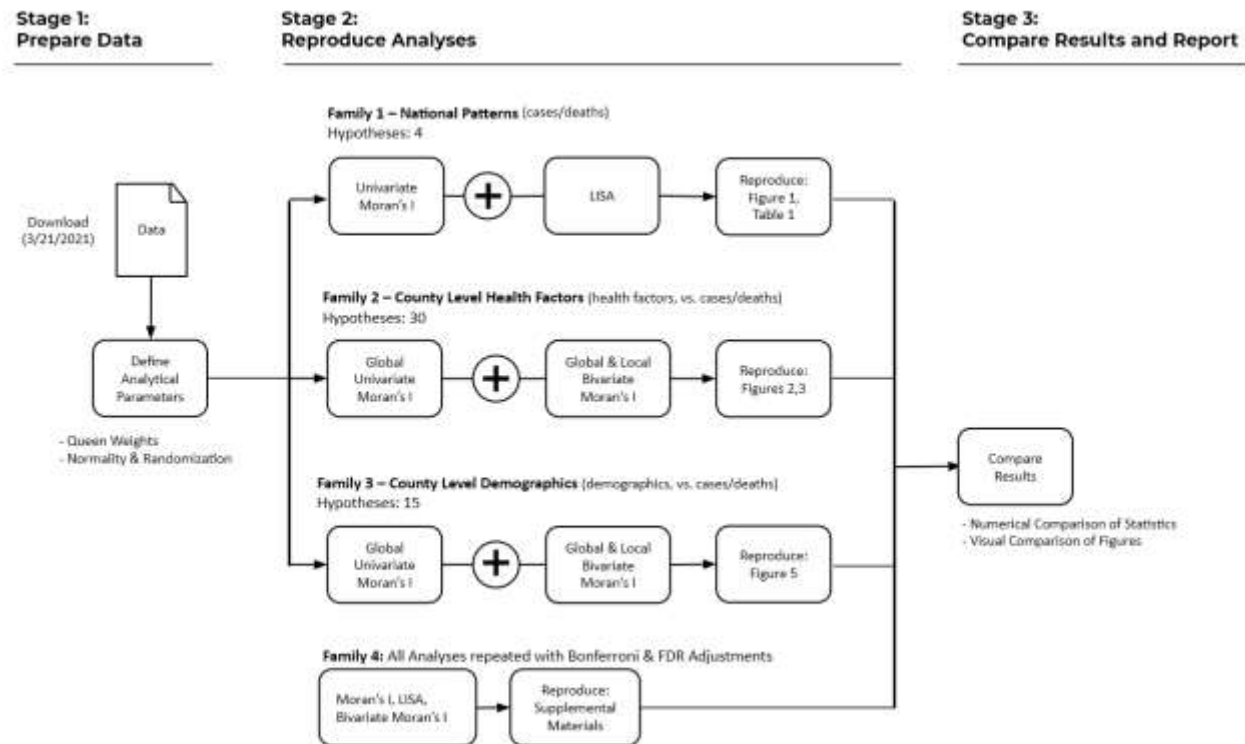 Stage 1:
Prepare Data
Stage 2:
Reproduce Analyses
Stage 3:
Compare Results and Report
Download
(3/21/2021)
Data
Define
Analytical
Parameters
- Queen Weights
- Normality & Randomization
Family 1 – National Patterns (cases/deaths)
Hypotheses: 4
Univariate
Moran's I
+
LISA
Reproduce:
Figure 1,
Table 1
Family 2 – County Level Health Factors (health factors, vs. cases/deaths)
Hypotheses: 30
Global
Univariate
Moran's I
+
Global & Local
Bivariate
Moran's I
Reproduce:
Figures 2,3
Family 3 – County Level Demographics (demographics, vs. cases/deaths)
Hypotheses: 15
Global
Univariate
Moran's I
+
Global & Local
Bivariate
Moran's I
Reproduce:
Figure 5
Family 4: All Analyses repeated with Bonferroni & FDR Adjustments
Moran's I, LISA,
Bivariate Moran's I
Reproduce:
Supplemental
Materials
Compare
Results
- Numerical Comparison of Statistics
- Visual Comparison of Figures